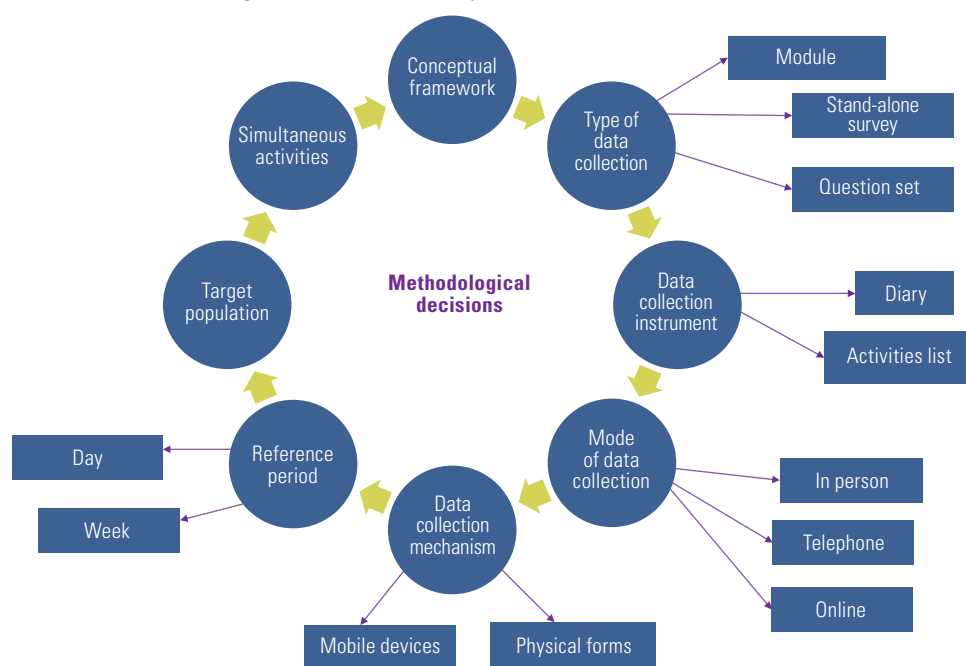 Conceptual
framework
Module
Type of
data
collection
Stand-alone
survey
Question set
Simultaneous
activities
Methodological
decisions
Data
collection
instrument
Diary
Activities list
Target
population
Mode
of data
collection
In person
Telephone
Online
Data
collection
mechanism
Mobile devices
Physical forms
Reference
period
Day
Week